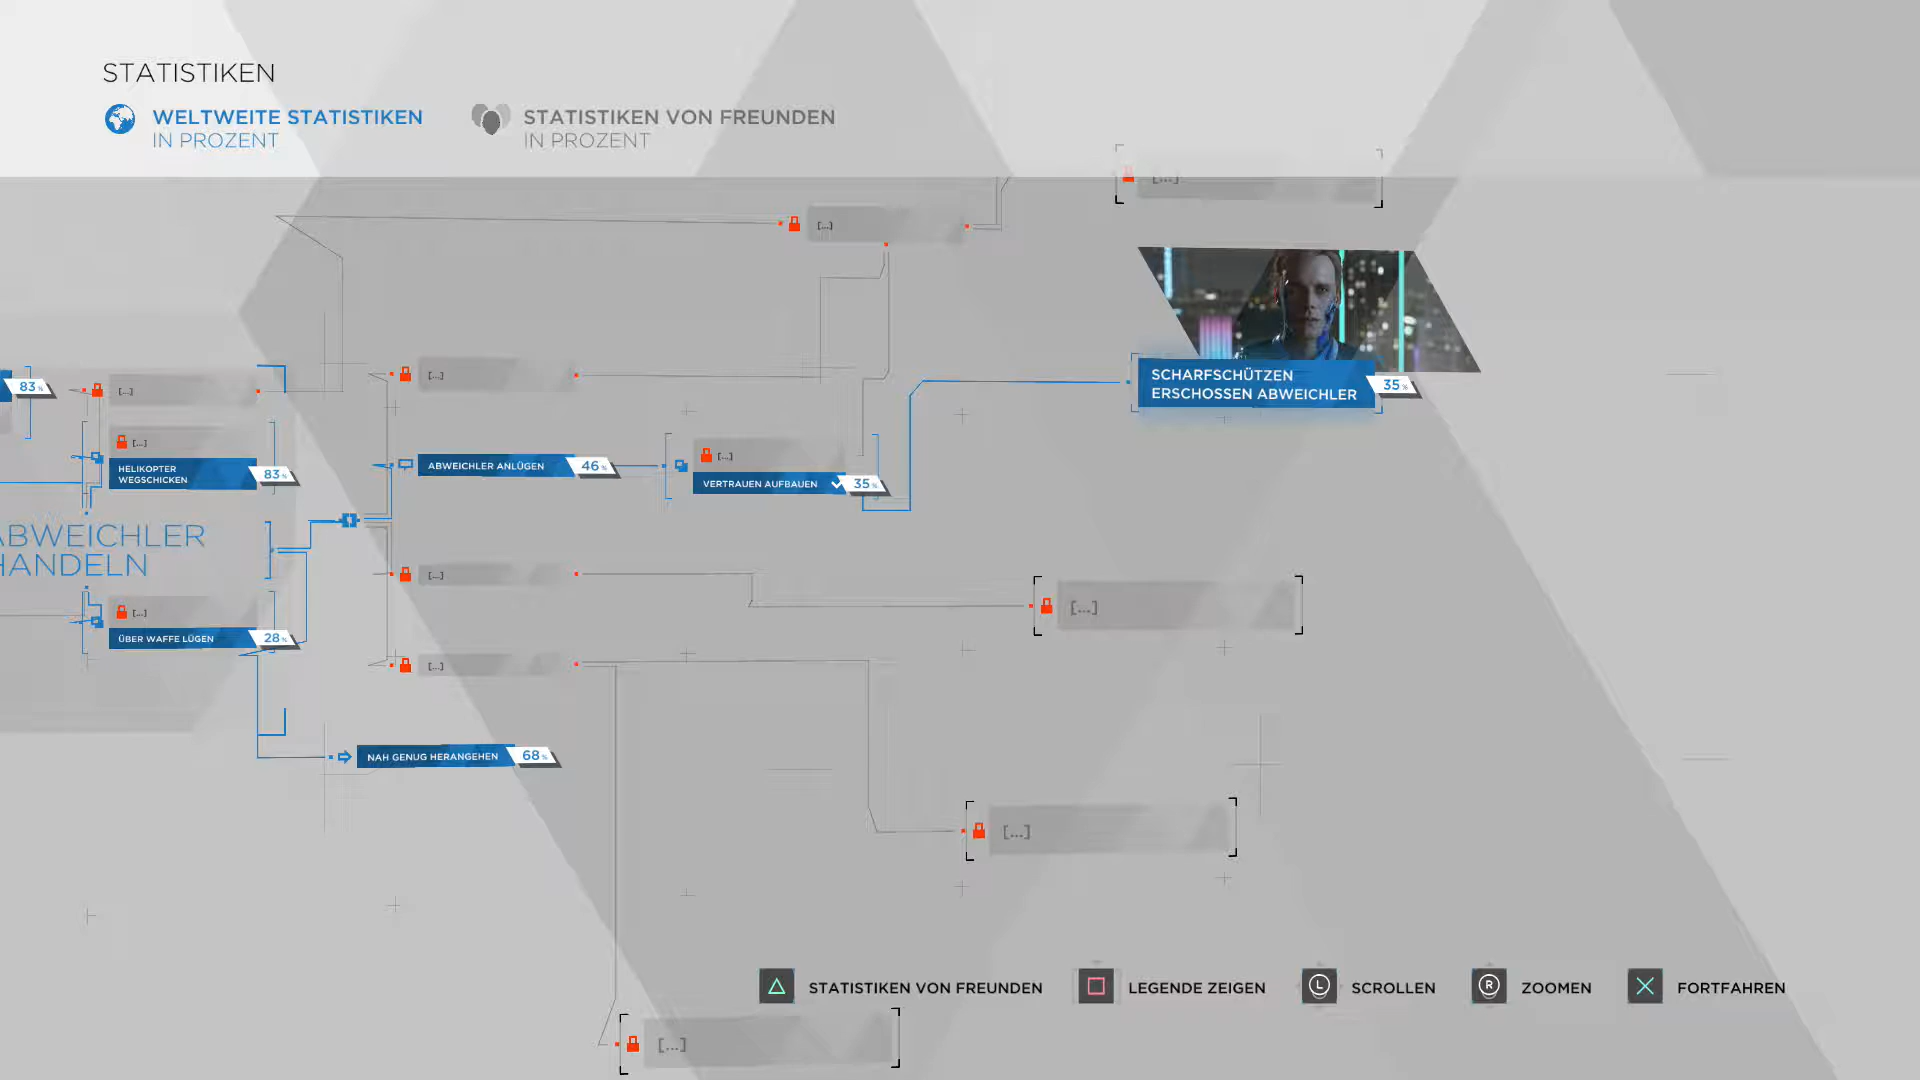 STATISTIKEN
WELTWEITE STATISTIKEN
IN PROZENT
STATISTIKEN VON FREUNDEN
IN PROZENT
[...]
[...]
SCHARFSCHÜTZEN
ERSCHOSSEN ABWEICHLER
35%
83%
[...]
[...]
HELIKOPTER
WEGSCHICKEN
83%
[...]
ABWEICHLER ANLÜGEN
46%
[...]
VERTRAUEN AUFBAUEN
35%
ABWEICHLER
HANDELN
[...]
ÜBER WAFFE LÜGEN
28%
[...]
[...]
[...]
NAH GENUG HERANGEHEN
68%
[...]
[...]
STATISTIKEN VON FREUNDEN
LEGENDE ZEIGEN
L
SCROLLEN
R
ZOOMEN
FORTFAHREN